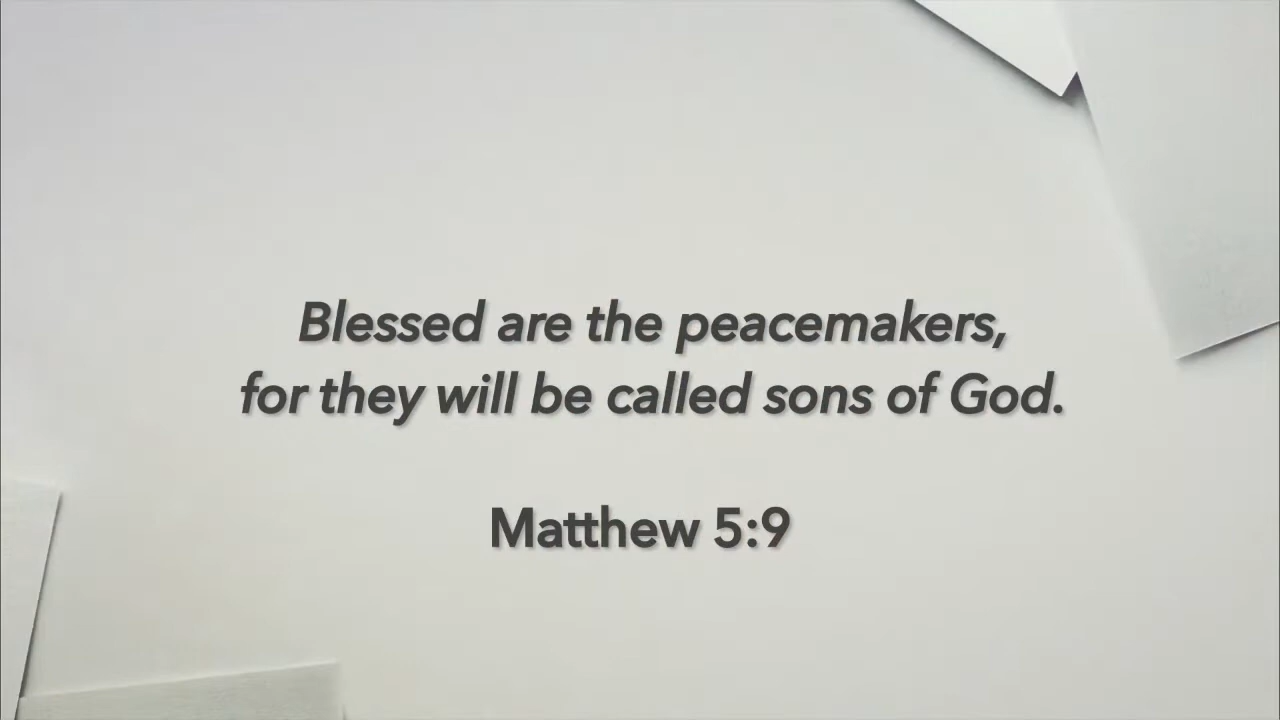 Blessed are the peacemakers,
for they will be called sons of God.
Matthew 5:9